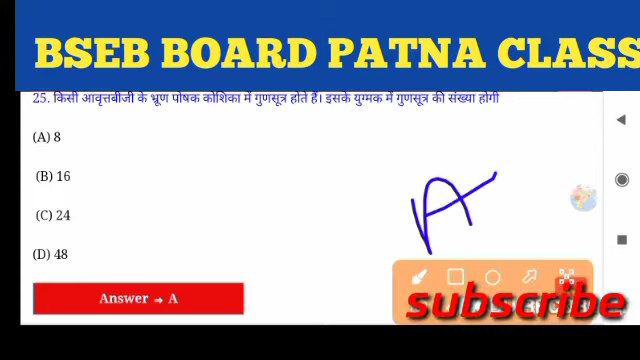 BSEB BOARD PATNA CLASS
25. किसी आवृत्तबीजी के भ्रूण पोषक कोशिका में गुणसूत्र होते हैं। इसके युग्मक में गुणसूत्र की संख्या होगी
(A) 8
(B) 16
(C) 24
(D) 48
A
Answer → A
subscribe